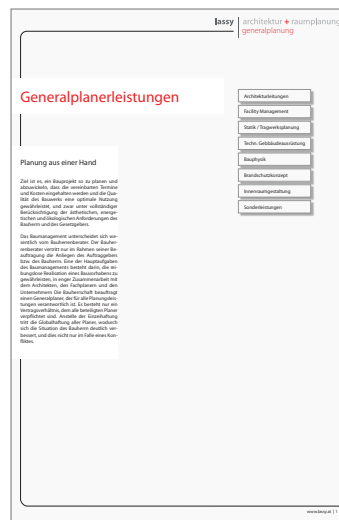 lassy architektur + raumplanung
generalplanung
Generalplanerleistungen
Architekturleitungen
Facility Management
Statik / Tragwerksplanung
Techn. Gebbäudeausrüstung
Bauphysik
Brandschutzkonzept
Innenraumgestaltung
Sonderleistungen
Planung aus einer Hand
Ziel ist es, ein Bauprojekt so zu planen und
abzuwickeln, dass die vereinbarten Termine
und Kosten eingehalten werden und die Qua-
lität des Bauwerks eine optimale Nutzung
gewährleistet, und zwar unter vollständiger
Berücksichtigung der ästhetischen, energe-
tischen und ökologischen Anforderungen des
Bauherrn und des Gesetzgebers.
Das Baumanagement unterscheidet sich we-
sentlich vom Bauherrenberater. Der Bauher-
renberater vertritt nur im Rahmen seiner Be-
auftragung die Anliegen des Auftraggebers
bzw. des Bauherrn. Eine der Hauptaufgaben
des Baumanagements besteht darin, die rei-
bungslose Realisation eines Bauvorhabens zu
gewährleisten, in enger Zusammenarbeit mit
dem Architekten, den Fachplanern und den
Unternehmern Die Bauherrschaft beauftragt
einen Generalplaner, der für alle Planungsleis-
tungen verantwortlich ist. Es besteht nur ein
Vertragsverhältnis, dem alle beteiligten Planer
verpflichtet sind. Anstelle der Einzelhaftung
tritt die Globalhaftung aller Planer, wodurch
sich die Situation des Bauherrn deutlich ver-
bessert, und dies nicht nur im Falle eines Kon-
fliktes.
www.lassy.at | 1